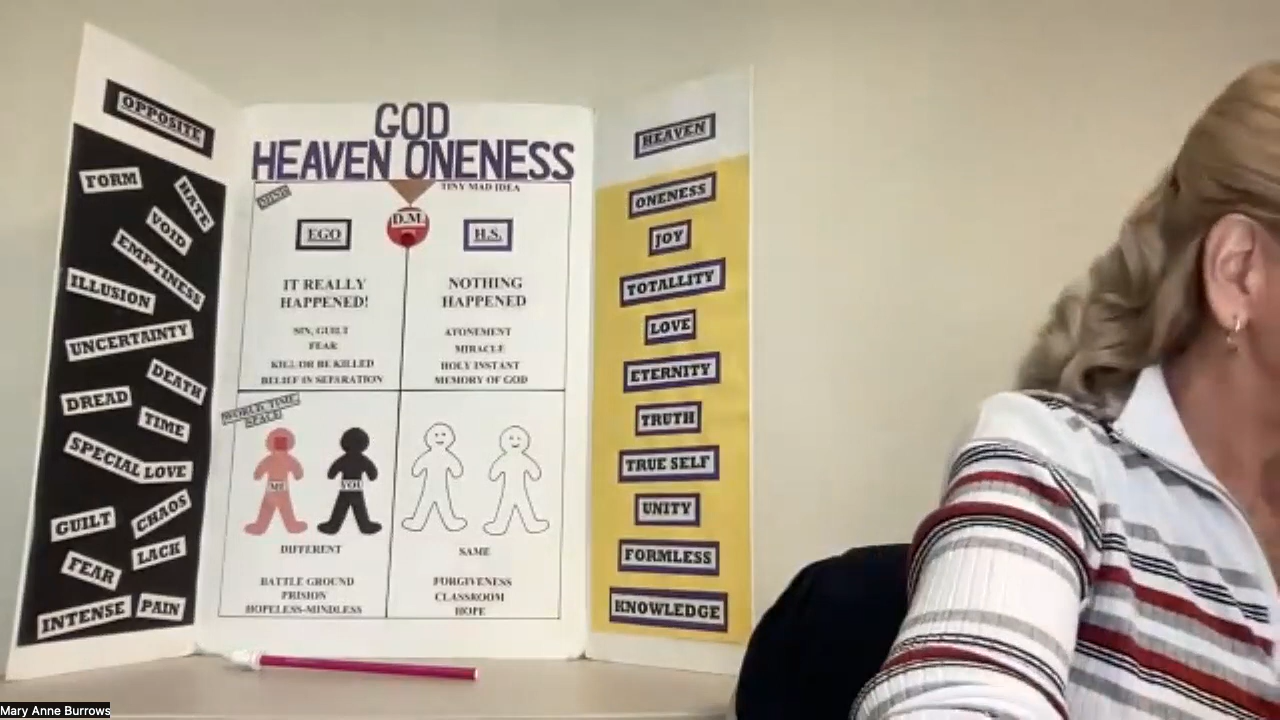 OPPOSITE
FORM
HATE
VOID
EMPTINESS
ILLUSION
UNCERTAINTY
DEATH
DREAD
TIME
SPECIAL LOVE
GUILT
CHAOS
LACK
FEAR
INTENSE PAIN
GOD
HEAVEN ONENESS
MIND
TINY MAD IDEA
D.M.
EGO
H.S.
IT REALLY
HAPPENED!
NOTHING
HAPPENED
SIN, GUILT
FEAR
KILL OR BE KILLED
BELIEF IN SEPARATION
ATONEMENT
MIRACLE
HOLY INSTANT
MEMORY OF GOD
WORLD, TIME,
SPACE
ME
YOU
DIFFERENT
SAME
BATTLE GROUND
PRISION
HOPELESS-MINDLESS
FORGIVENESS
CLASSROOM
HOPE
HEAVEN
ONENESS
JOY
TOTALLITY
LOVE
ETERNITY
TRUTH
TRUE SELF
UNITY
FORMLESS
KNOWLEDGE
Mary Anne Burrows